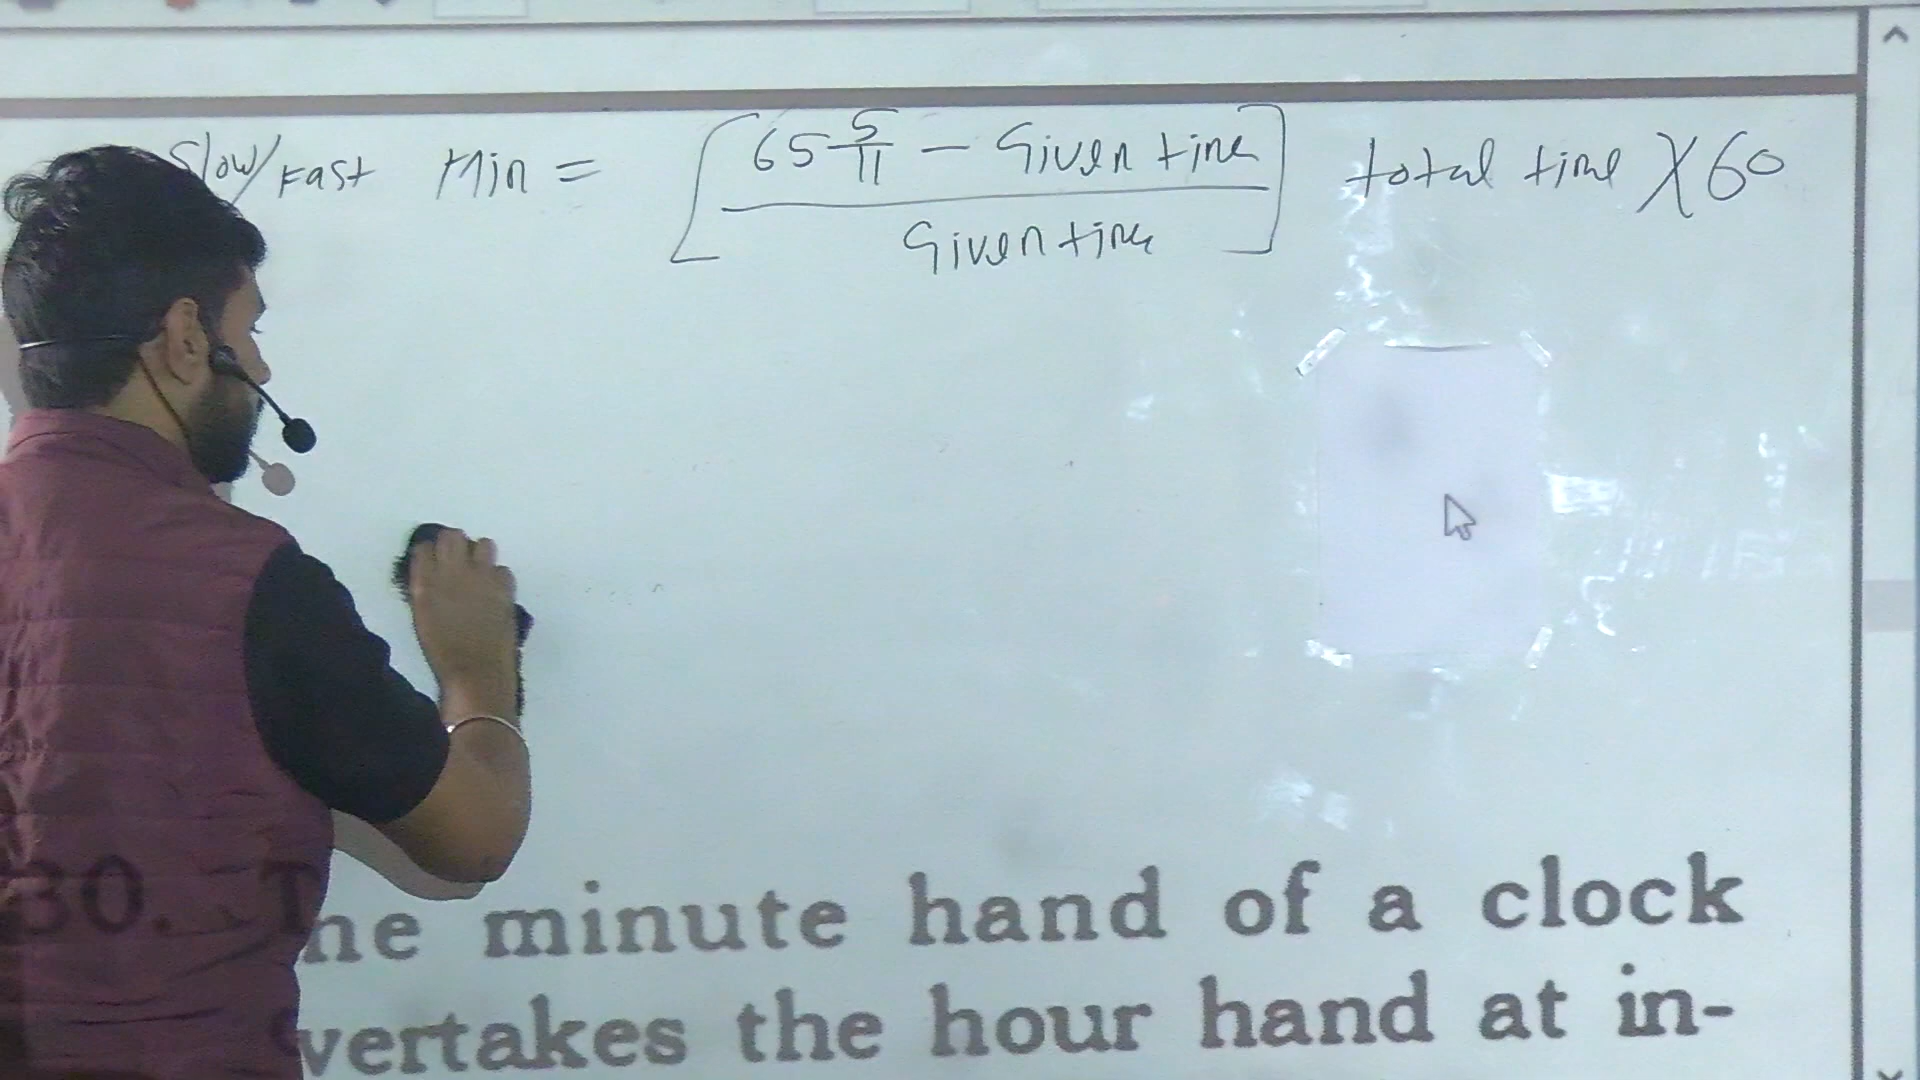 Slow/Fast Min = [ 65 5/11 - Given time / Given time ] total time X 60
30. The minute hand of a clock
overtakes the hour hand at in-